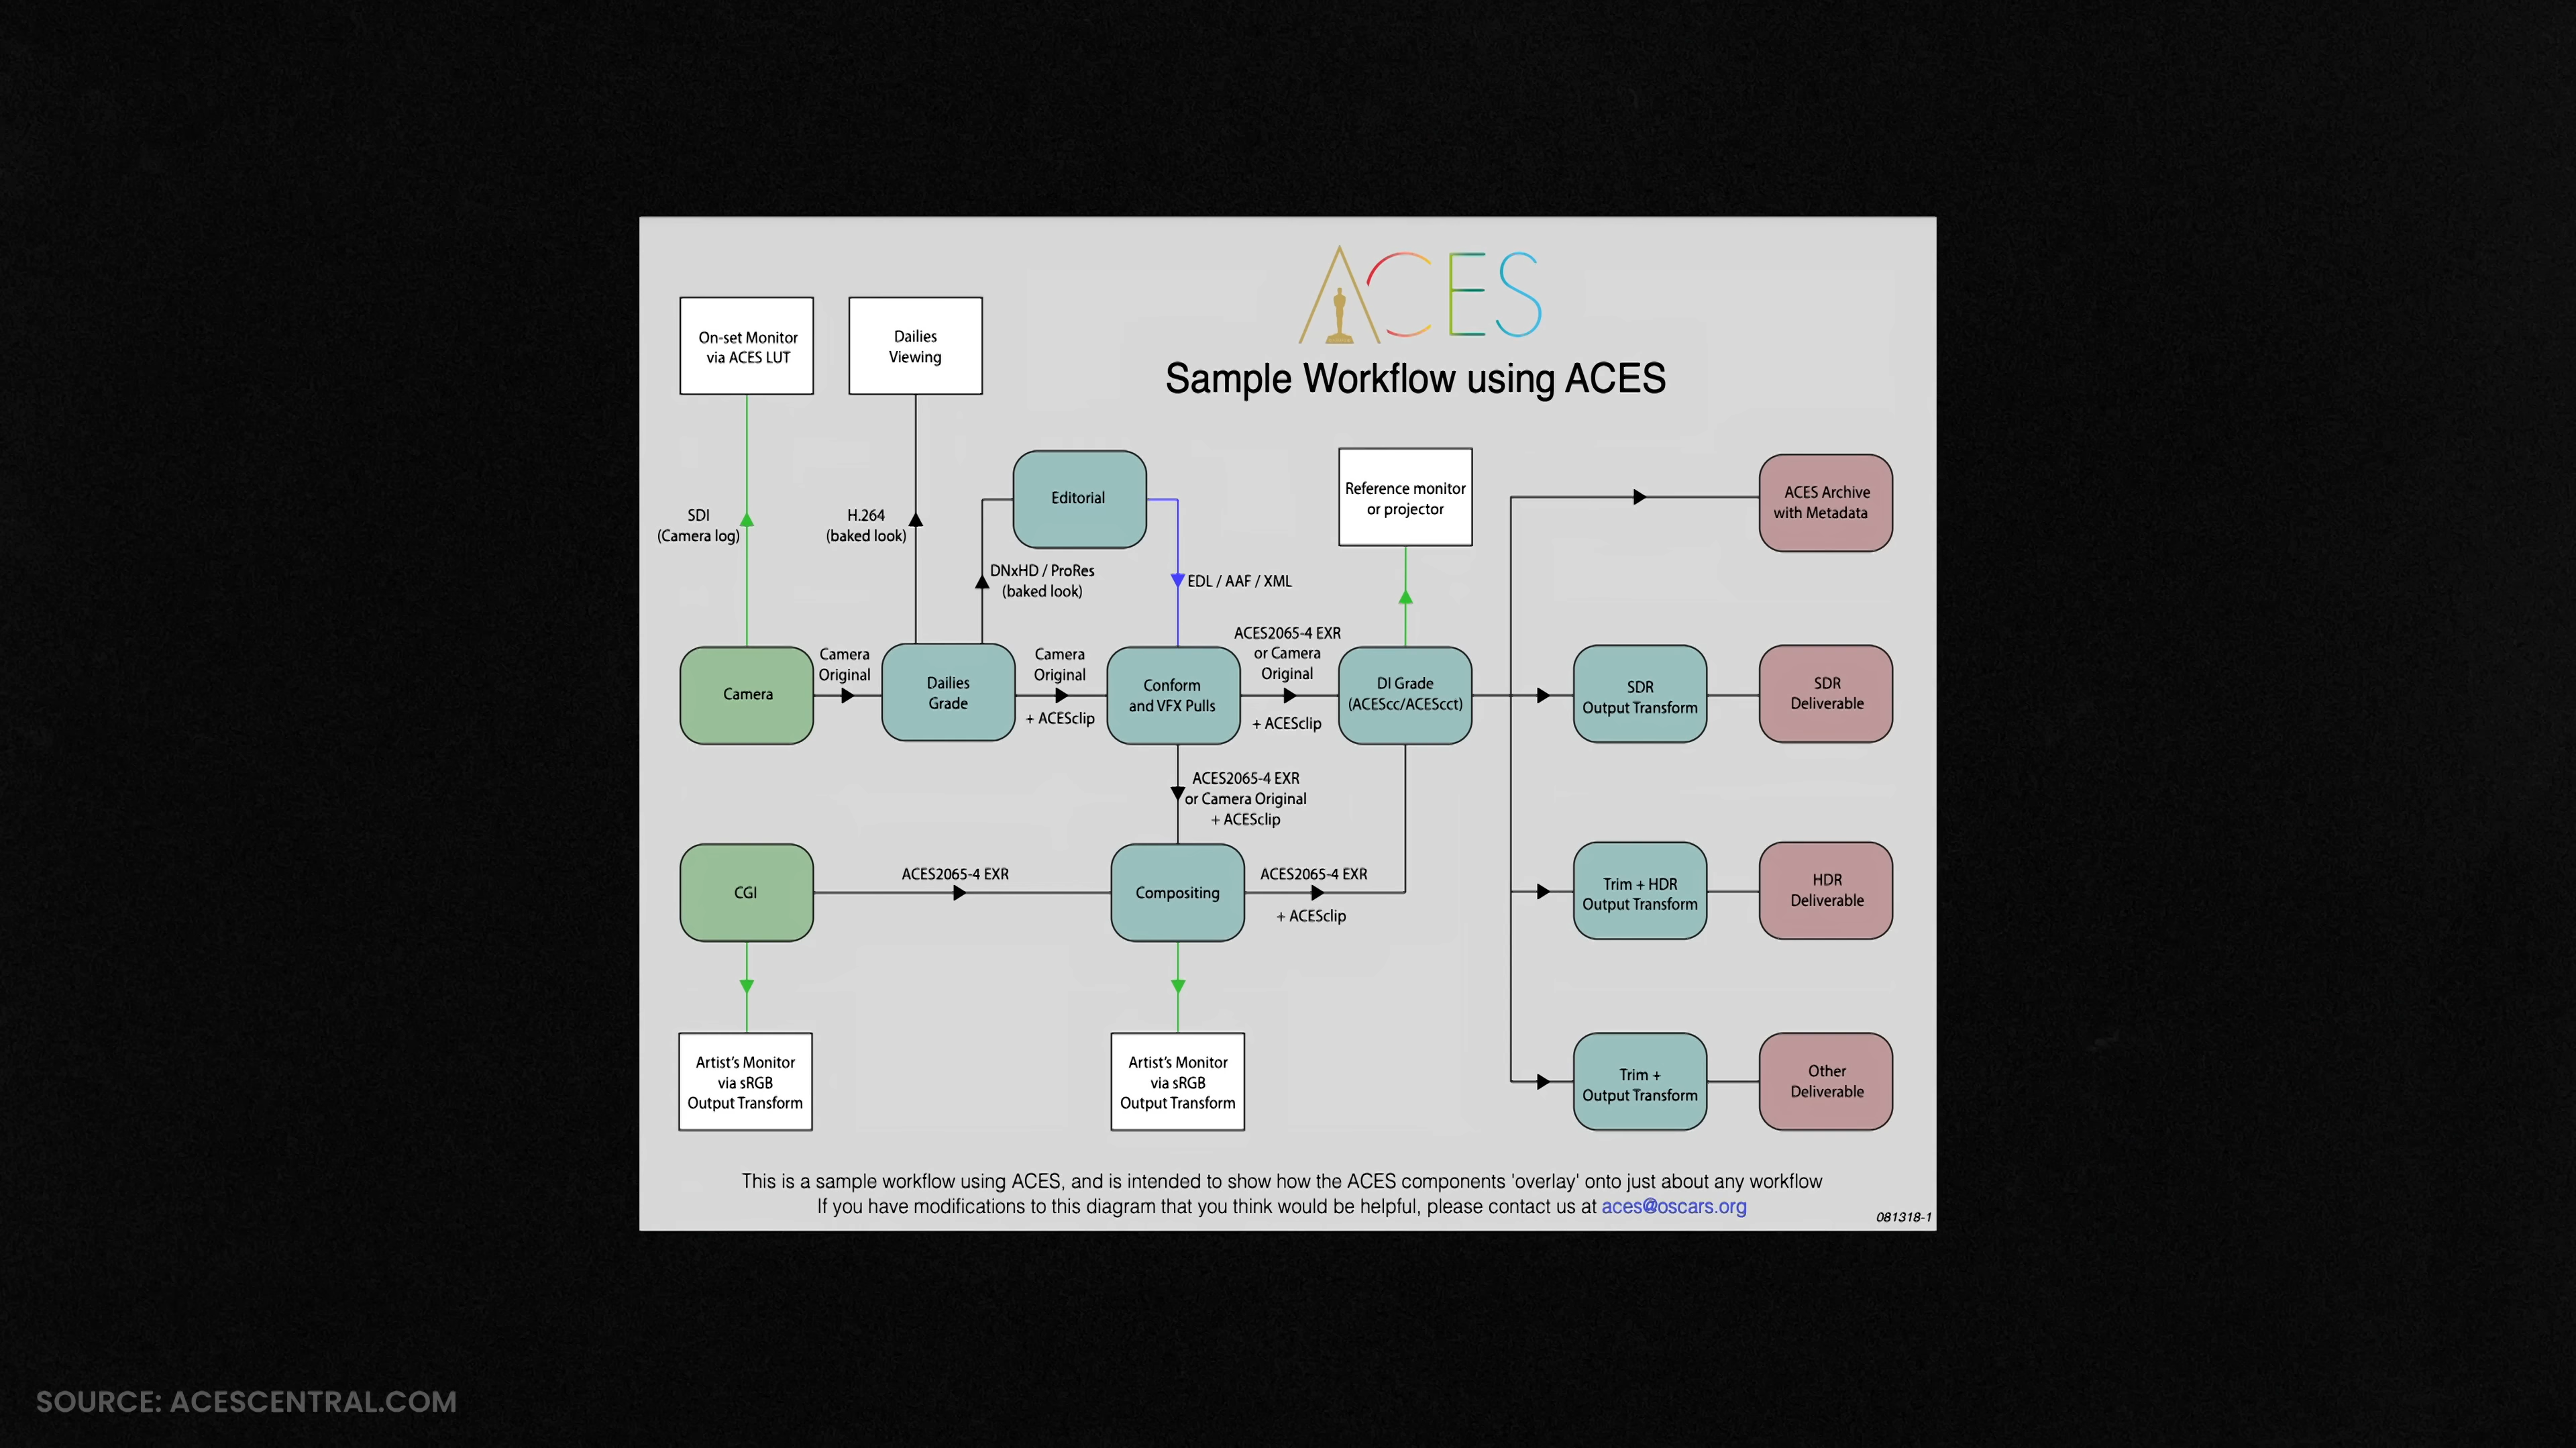 ACES
Sample Workflow using ACES
On-set Monitor
via ACES LUT
Dailies
Viewing
SDI
(Camera log)
H.264
(baked look)
Editorial
DNxHD / ProRes
(baked look)
EDL / AAF / XML
Reference monitor
or projector
ACES Archive
with Metadata
Camera
Camera
Original
Dailies
Grade
Camera
Original
+ ACESclip
Conform
and VFX Pulls
ACES2065-4 EXR
or Camera
Original
+ ACESclip
DI Grade
(ACEScc/ACEScct)
SDR
Output Transform
SDR
Deliverable
ACES2065-4 EXR
or Camera Original
+ ACESclip
CGI
ACES2065-4 EXR
Compositing
ACES2065-4 EXR
+ ACESclip
Trim + HDR
Output Transform
HDR
Deliverable
Artist's Monitor
via sRGB
Output Transform
Artist's Monitor
via sRGB
Output Transform
Trim +
Output Transform
Other
Deliverable
This is a sample workflow using ACES, and is intended to show how the ACES components 'overlay' onto just about any workflow
If you have modifications to this diagram that you think would be helpful, please contact us at aces@oscars.org
081318-1
SOURCE: ACESCENTRAL.COM